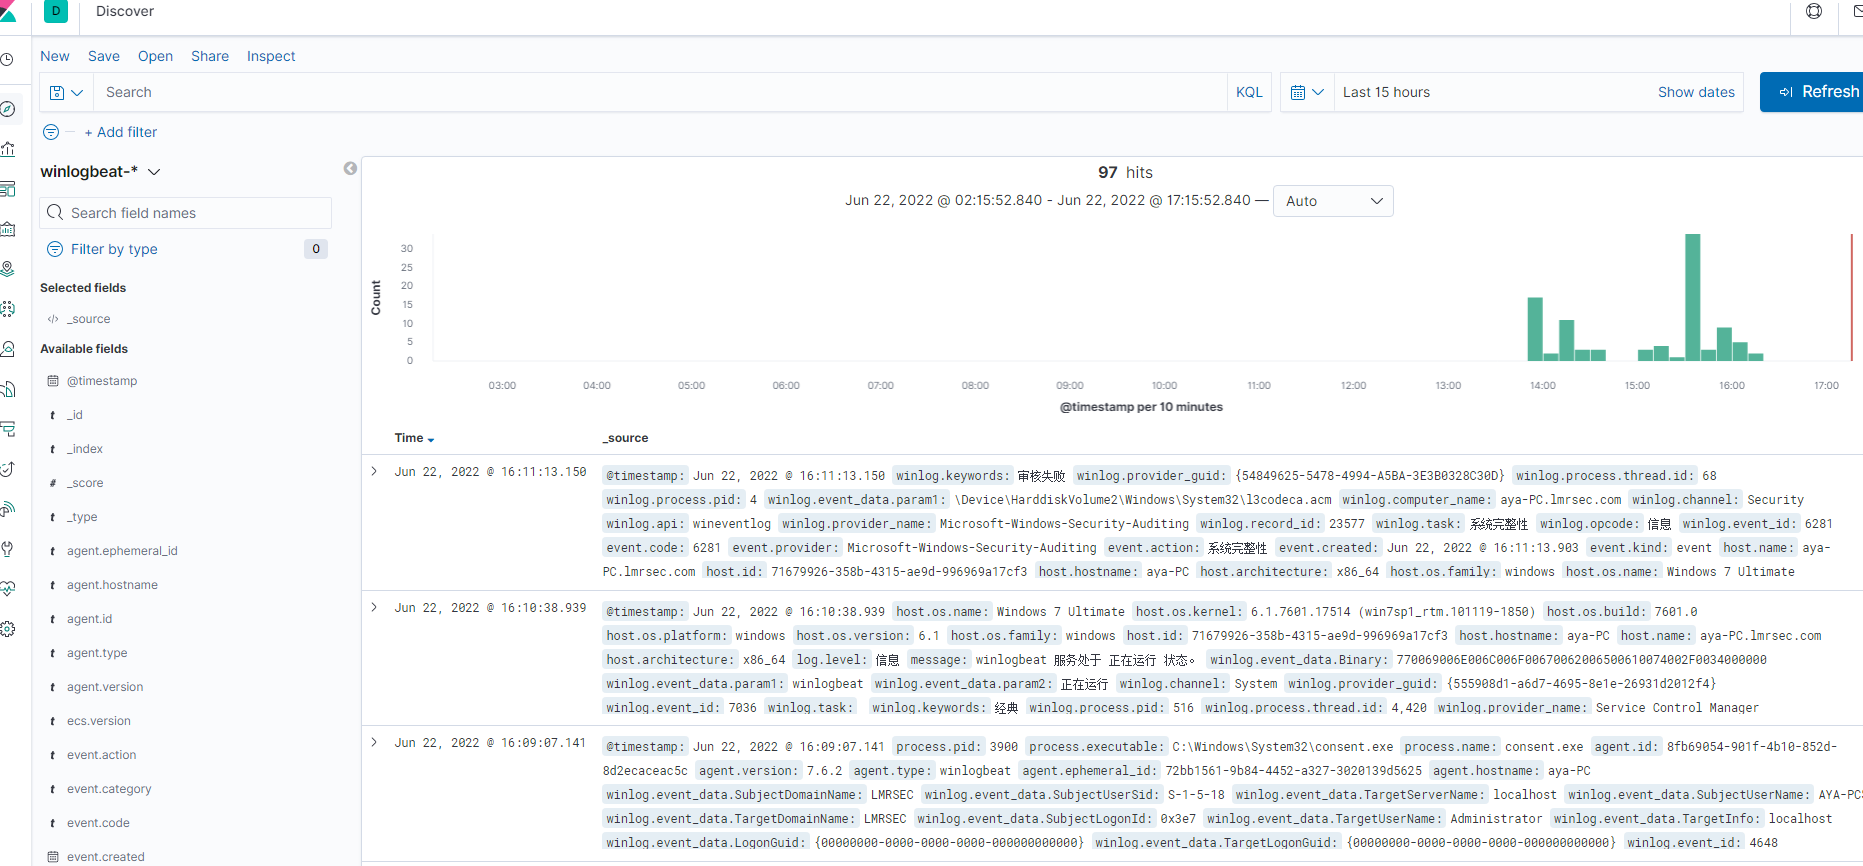 D Discover
New Save Open Share Inspect
Search KQL Last 15 hours Show dates Refresh
+ Add filter
winlogbeat-*
Search field names
Filter by type 0
Selected fields
_source
Available fields
@timestamp
t _id
t _index
# _score
t _type
t agent.ephemeral_id
t agent.hostname
t agent.id
t agent.type
t agent.version
t ecs.version
t event.action
t event.category
t event.code
event.created
97 hits
Jun 22, 2022 @ 02:15:52.840 - Jun 22, 2022 @ 17:15:52.840 — Auto
Count
30
25
20
15
10
5
0
03:00 04:00 05:00 06:00 07:00 08:00 09:00 10:00 11:00 12:00 13:00 14:00 15:00 16:00 17:00
@timestamp per 10 minutes
Time _source
Jun 22, 2022 @ 16:11:13.150
@timestamp: Jun 22, 2022 @ 16:11:13.150 winlog.keywords: 审核失败 winlog.provider_guid: {54849625-5478-4994-A5BA-3E3B0328C30D} winlog.process.thread.id: 68
winlog.process.pid: 4 winlog.event_data.param1: \Device\HarddiskVolume2\Windows\System32\l3codeca.acm winlog.computer_name: aya-PC.lmrsec.com winlog.channel: Security
winlog.api: wineventlog winlog.provider_name: Microsoft-Windows-Security-Auditing winlog.record_id: 23577 winlog.task: 系统完整性 winlog.opcode: 信息 winlog.event_id: 6281
event.code: 6281 event.provider: Microsoft-Windows-Security-Auditing event.action: 系统完整性 event.created: Jun 22, 2022 @ 16:11:13.903 event.kind: event host.name: aya-
PC.lmrsec.com host.id: 71679926-358b-4315-ae9d-996969a17cf3 host.hostname: aya-PC host.architecture: x86_64 host.os.family: windows host.os.name: Windows 7 Ultimate
Jun 22, 2022 @ 16:10:38.939
@timestamp: Jun 22, 2022 @ 16:10:38.939 host.os.name: Windows 7 Ultimate host.os.kernel: 6.1.7601.17514 (win7sp1_rtm.101119-1850) host.os.build: 7601.0
host.os.platform: windows host.os.version: 6.1 host.os.family: windows host.id: 71679926-358b-4315-ae9d-996969a17cf3 host.hostname: aya-PC host.name: aya-PC.lmrsec.com
host.architecture: x86_64 log.level: 信息 message: winlogbeat 服务处于 正在运行 状态。 winlog.event_data.Binary: 770069006E006C006F00670062006500610074002F0034000000
winlog.event_data.param1: winlogbeat winlog.event_data.param2: 正在运行 winlog.channel: System winlog.provider_guid: {555908d1-a6d7-4695-8e1e-26931d2012f4}
winlog.event_id: 7036 winlog.task: winlog.keywords: 经典 winlog.process.pid: 516 winlog.process.thread.id: 4,420 winlog.provider_name: Service Control Manager
Jun 22, 2022 @ 16:09:07.141
@timestamp: Jun 22, 2022 @ 16:09:07.141 process.pid: 3900 process.executable: C:\Windows\System32\consent.exe process.name: consent.exe agent.id: 8fb69054-901f-4b10-852d-
8d2ecaceac5c agent.version: 7.6.2 agent.type: winlogbeat agent.ephemeral_id: 72bb1561-9b84-4452-a327-3020139d5625 agent.hostname: aya-PC
winlog.event_data.SubjectDomainName: LMRSEC winlog.event_data.SubjectUserSid: S-1-5-18 winlog.event_data.TargetServerName: localhost winlog.event_data.SubjectUserName: AYA-PC$
winlog.event_data.TargetDomainName: LMRSEC winlog.event_data.SubjectLogonId: 0x3e7 winlog.event_data.TargetUserName: Administrator winlog.event_data.TargetInfo: localhost
winlog.event_data.LogonGuid: {00000000-0000-0000-0000-000000000000} winlog.event_data.TargetLogonGuid: {00000000-0000-0000-0000-000000000000} winlog.event_id: 4648